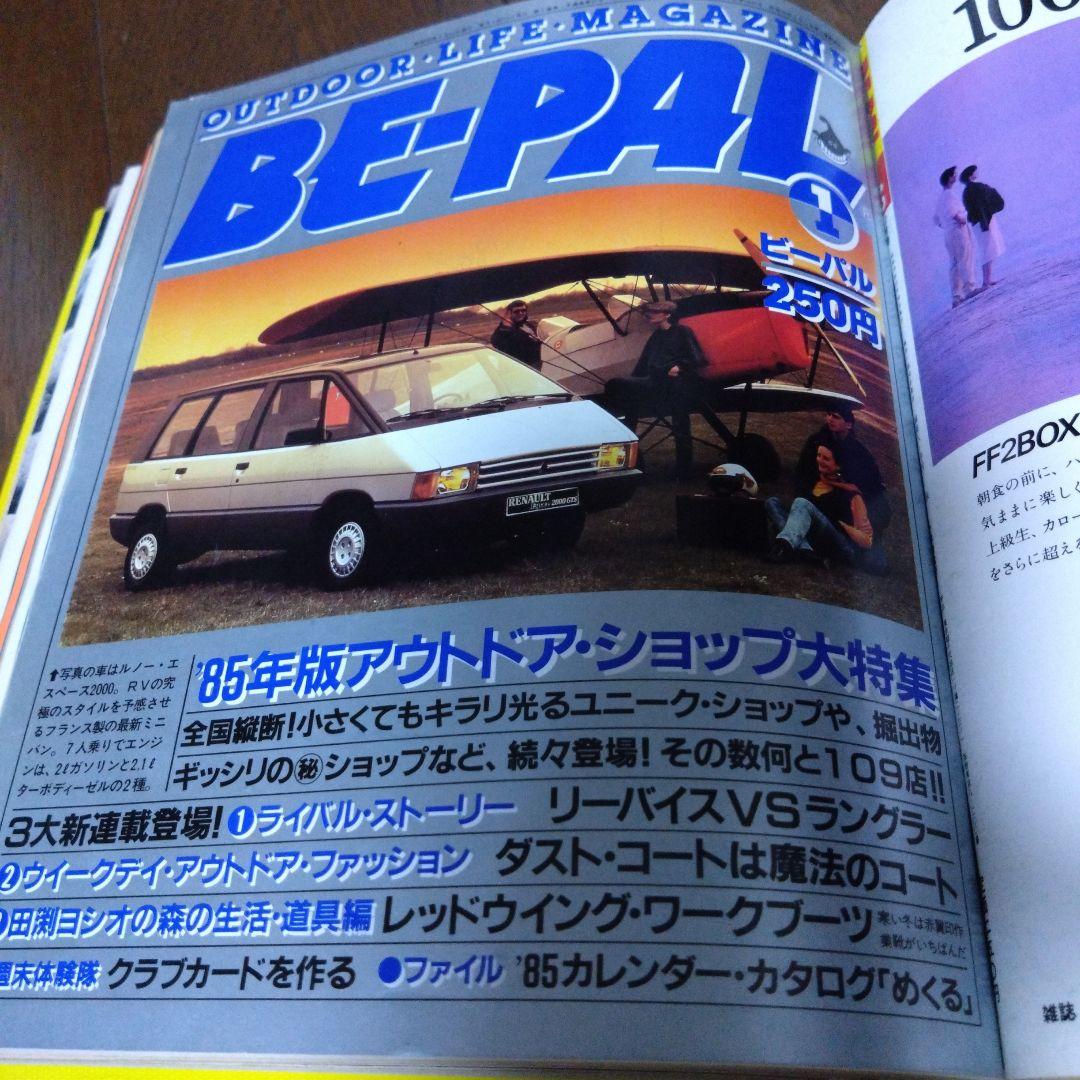 OUTDOOR・LIFE・MAGAZINE
BE-PAL
1
ビーパル
250円
RENAULT
2000 GTS
'85年版アウトドア・ショップ大特集
↑写真の車はルノー・エ
スペース2000。RVの究
極のスタイルを予感させ
るフランス製の最新ミニ
バン。7人乗りでエンジ
ンは、2ℓガソリンと2.1ℓ
ターボディーゼルの2種。
全国縦断！小さくてもキラリ光るユニーク・ショップや、掘出物
ギッシリの㊙ショップなど、続々登場！その数何と109店!!
3大新連載登場！①ライバル・ストーリー リーバイスVSラングラー
②ウイークデイ・アウトドア・ファッション ダスト・コートは魔法のコート
田渕ヨシオの森の生活・道具編 レッドウイング・ワークブーツ
寒い冬は赤翼印作
業靴がいちばんだ
週末体験隊 クラブカードを作る ●ファイル '85カレンダー・カタログ「めくる」
100
FF2BOX
朝食の前に、ハ
気ままに楽しく
上級生、カロー
をさらに超え
雑誌